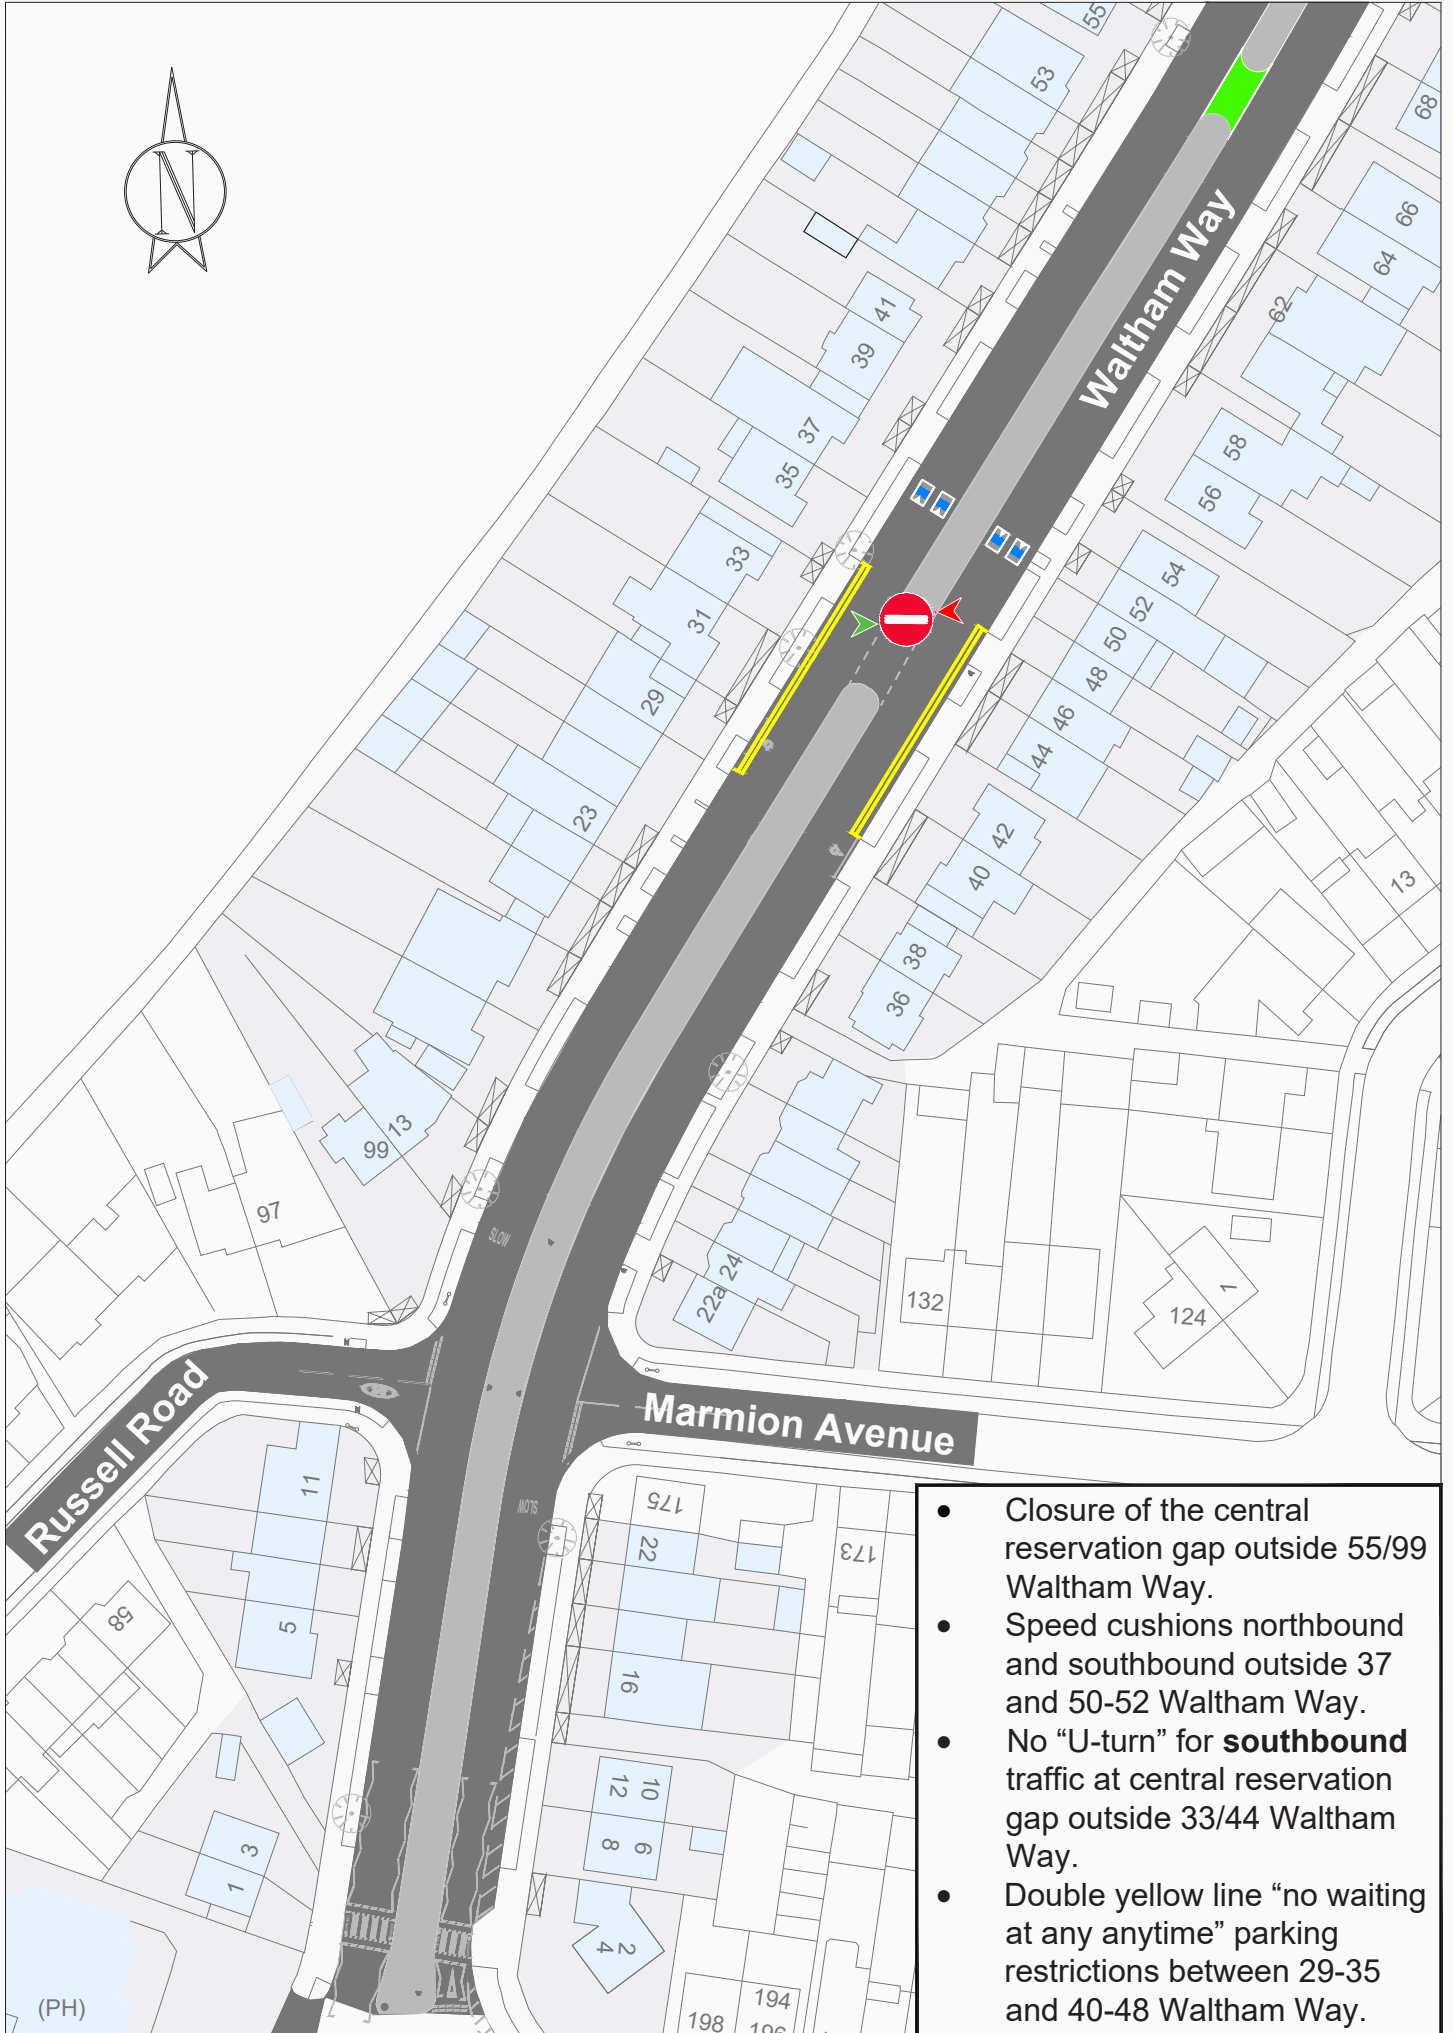 N
55
53
68
66
64
62
Waltham Way
41
39
37
35
58
56
33
31
29
23
54
52
50
48
46
44
42
40
38
36
13
13
99
97
SLOW
24
22a
132
124
1
Russell Road
Marmion Avenue
SLOW
11
5
58
175
22
173
16
12 10
8 6
3
1
4 2
(PH)
194
198
196
• Closure of the central
reservation gap outside 55/99
Waltham Way.
• Speed cushions northbound
and southbound outside 37
and 50-52 Waltham Way.
• No “U-turn” for southbound
traffic at central reservation
gap outside 33/44 Waltham
Way.
• Double yellow line “no waiting
at any anytime” parking
restrictions between 29-35
and 40-48 Waltham Way.